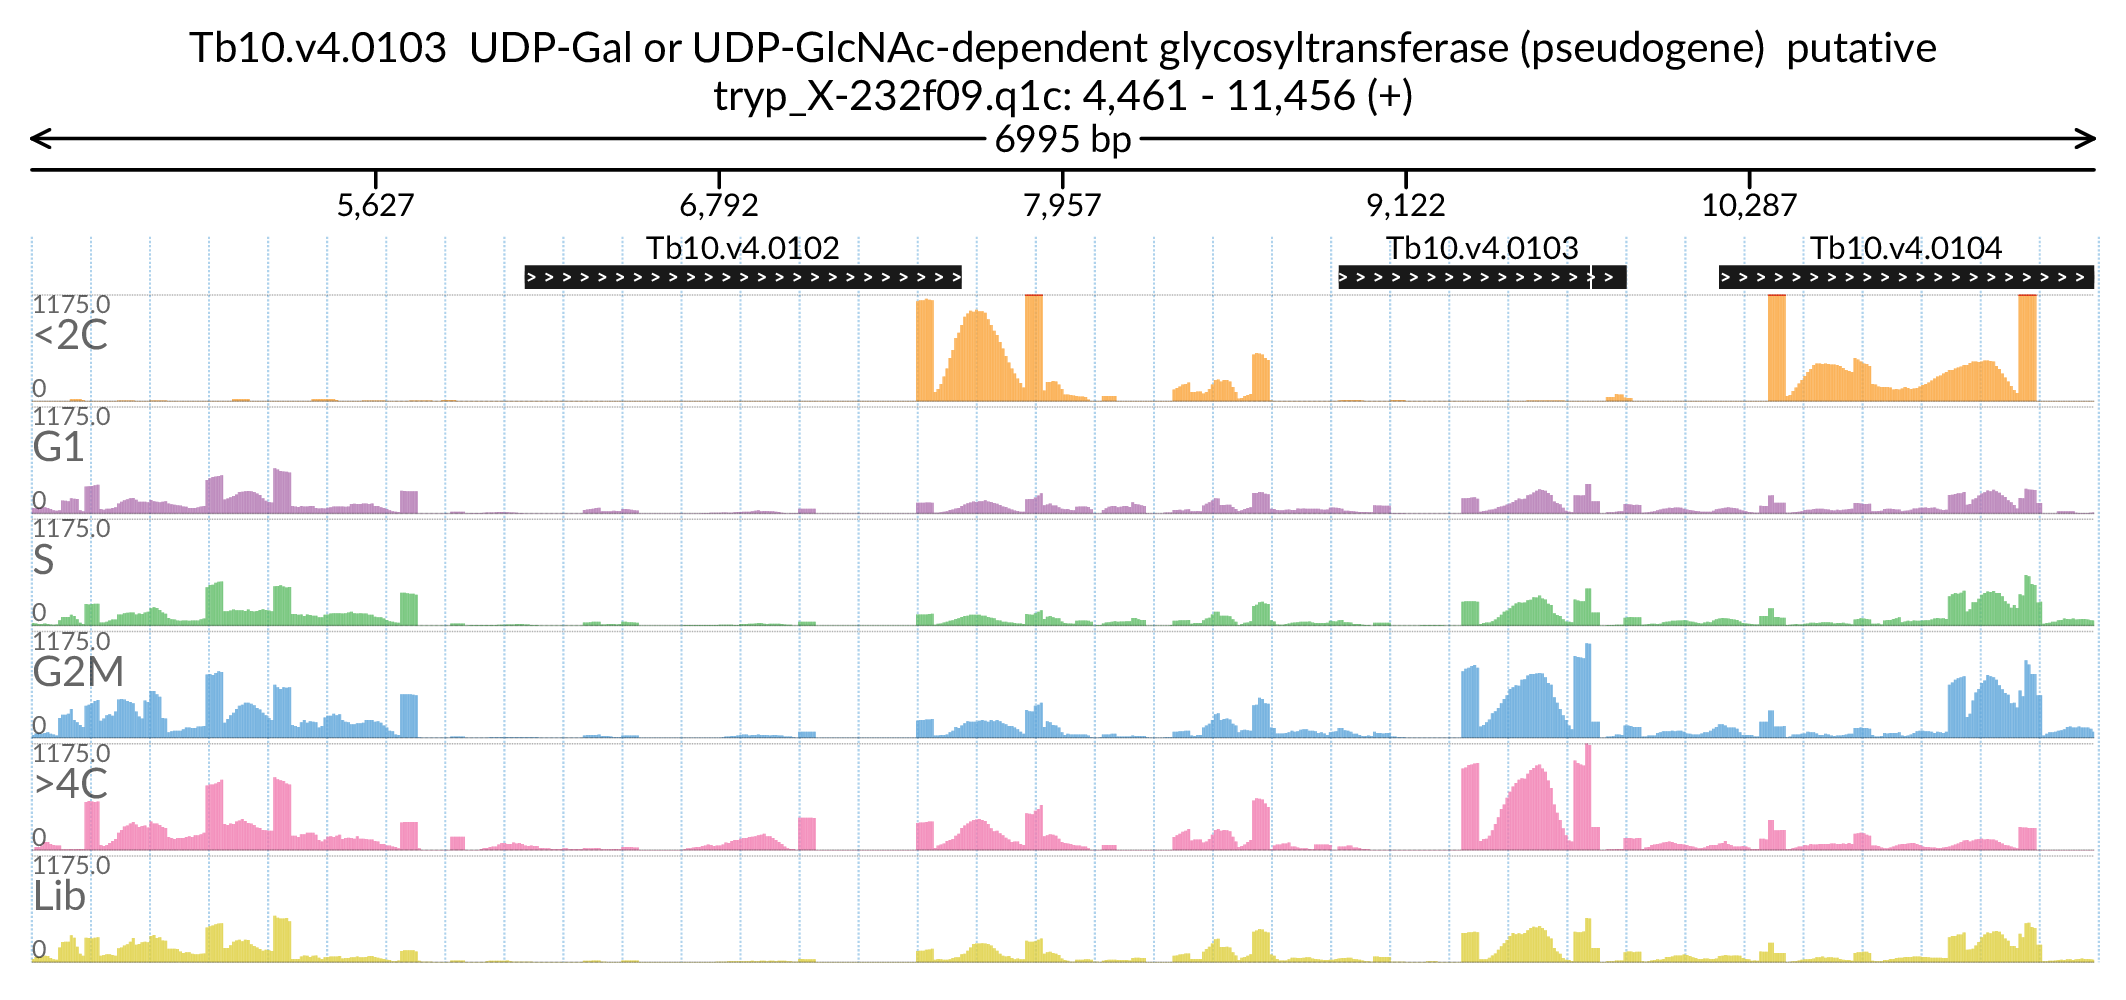 Tb10.v4.0103 UDP-Gal or UDP-GlcNAc-dependent glycosyltransferase (pseudogene) putative
tryp_X-232f09.q1c: 4,461 - 11,456 (+)
6995 bp
5,627 6,792 7,957 9,122 10,287
Tb10.v4.0102 Tb10.v4.0103 Tb10.v4.0104
1175.0
<2C
0
1175.0
G1
0
1175.0
S
0
1175.0
G2M
0
1175.0
>4C
0
1175.0
Lib
0